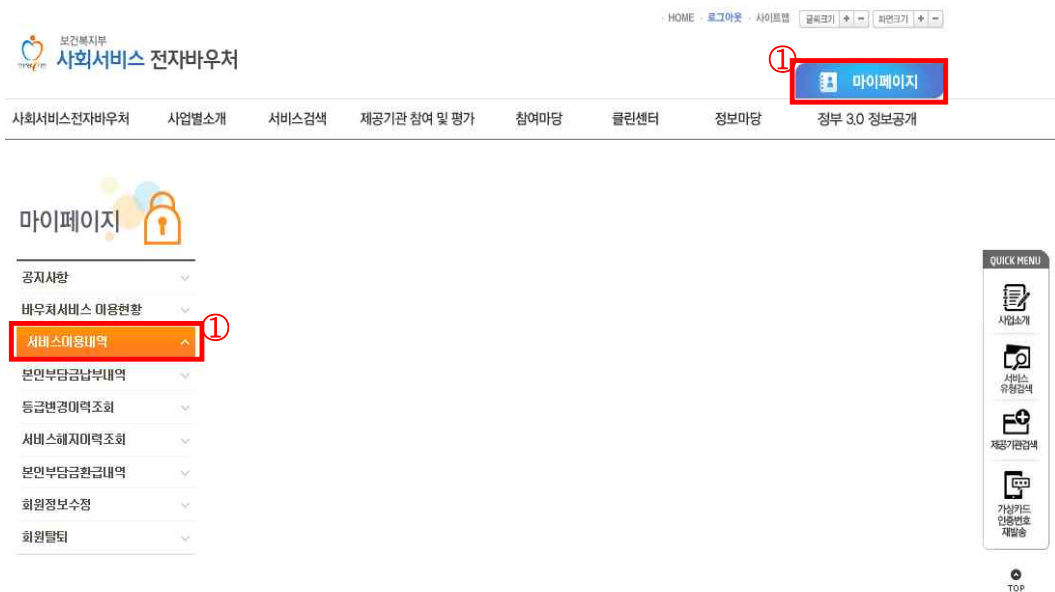 · HOME · 로그아웃 · 사이트맵 글씨크기 + - 화면크기 + -
보건복지부
사회서비스 전자바우처
①
마이페이지
사회서비스전자바우처 사업별소개 서비스검색 제공기관 참여 및 평가 참여마당 클린센터 정보마당 정부 3.0 정보공개
마이페이지
공지사항
바우처서비스 이용현황
서비스이용내역
①
본인부담금납부내역
등급변경이력조회
서비스해지이력조회
본인부담금환급내역
회원정보수정
회원탈퇴
QUICK MENU
사업소개
서비스
유형검색
제공기관검색
가상카드
인증번호
재발송
TOP